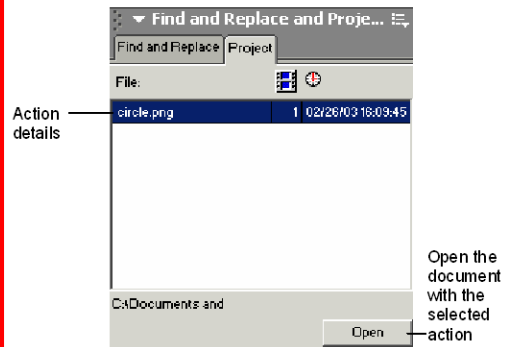 Find and Replace and Proje...
Find and Replace Project
File:
circle.png 1 02/26/03 16:09:45
Action
details
C:\Documents and
Open
Open the
document
with the
selected
action